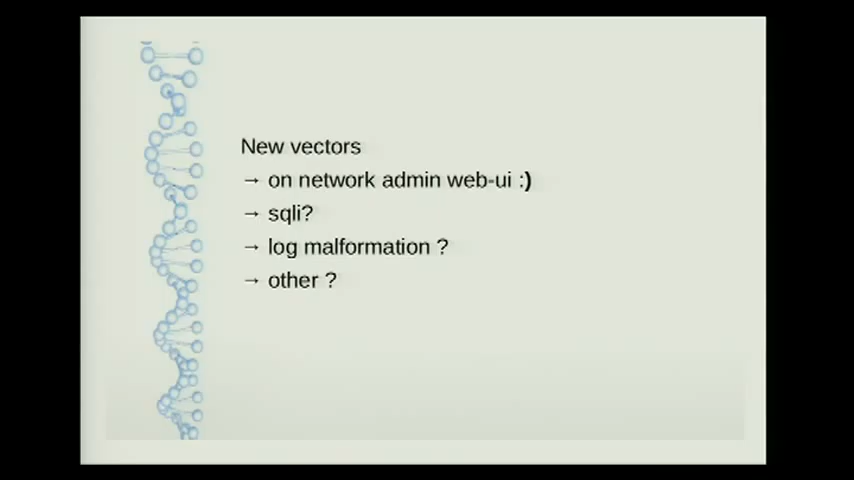 New vectors
→ on network admin web-ui :)
→ sqli?
→ log malformation ?
→ other ?